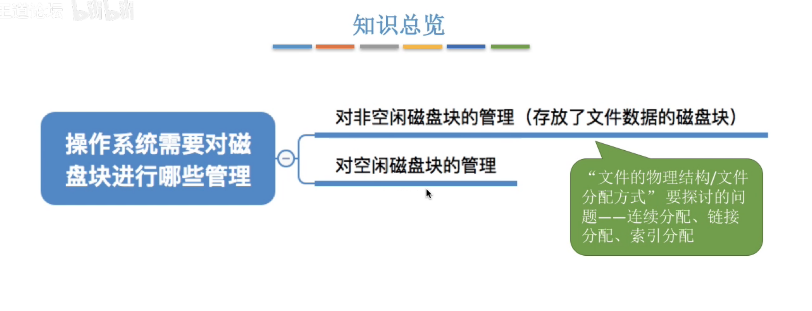 知识总览
操作系统需要对磁
盘块进行哪些管理
对非空闲磁盘块的管理（存放了文件数据的磁盘块）
对空闲磁盘块的管理
“文件的物理结构/文件
分配方式” 要探讨的问
题——连续分配、链接
分配、索引分配